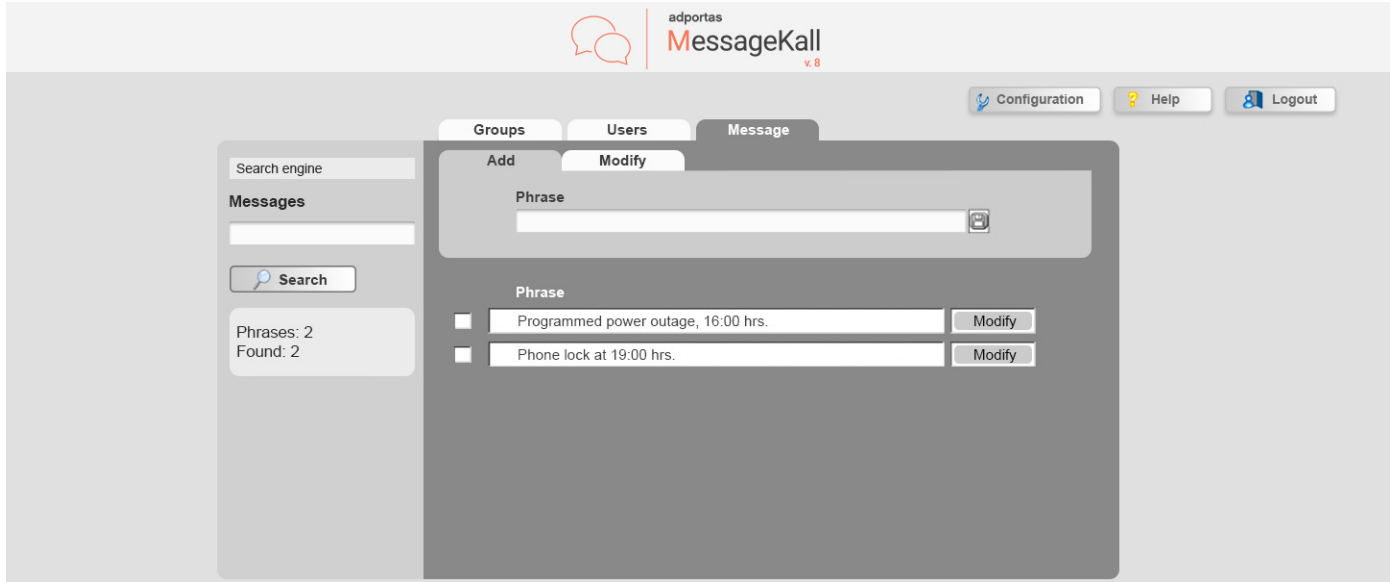 adportas
MessageKall
v. 8
Configuration
Help
Logout
Groups
Users
Message
Search engine
Messages
Search
Phrases: 2
Found: 2
Add
Modify
Phrase
Phrase
Programmed power outage, 16:00 hrs.
Modify
Phone lock at 19:00 hrs.
Modify